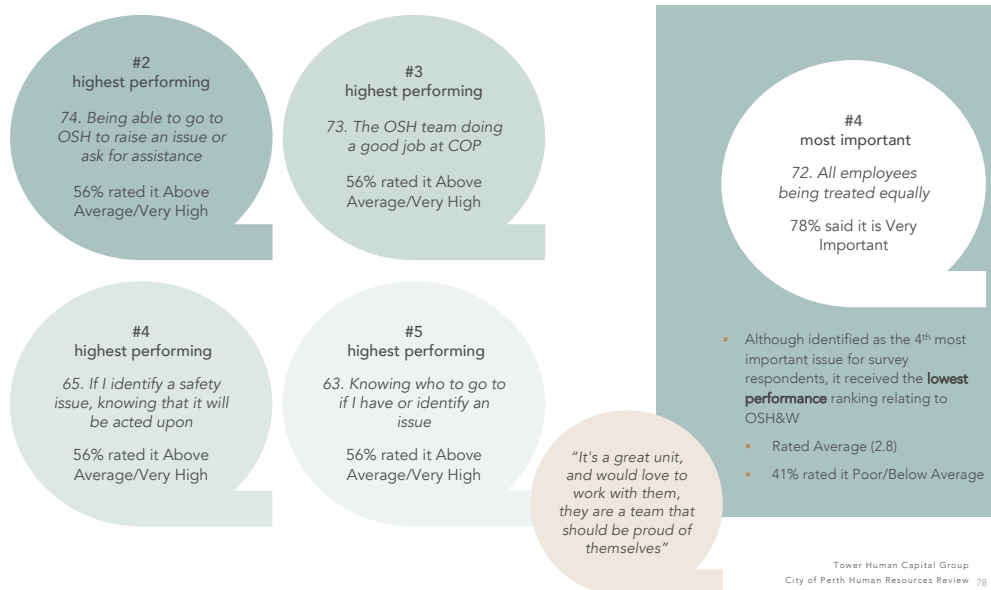 #2
highest performing
74. Being able to go to
OSH to raise an issue or
ask for assistance
56% rated it Above
Average/Very High
#3
highest performing
73. The OSH team doing
a good job at COP
56% rated it Above
Average/Very High
#4
highest performing
65. If I identify a safety
issue, knowing that it will
be acted upon
56% rated it Above
Average/Very High
#5
highest performing
63. Knowing who to go to
if I have or identify an
issue
56% rated it Above
Average/Very High
"It's a great unit,
and would love to
work with them,
they are a team that
should be proud of
themselves"
#4
most important
72. All employees
being treated equally
78% said it is Very
Important
▪ Although identified as the 4th most
important issue for survey
respondents, it received the lowest
performance ranking relating to
OSH&W
▪ Rated Average (2.8)
▪ 41% rated it Poor/Below Average
Tower Human Capital Group
City of Perth Human Resources Review 78